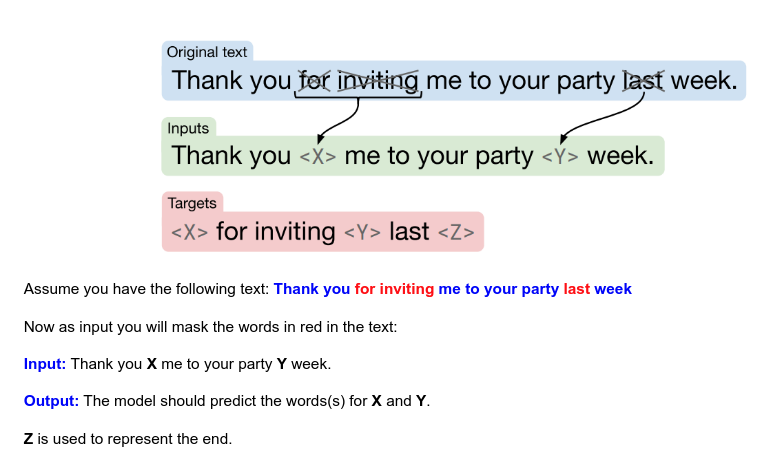 Original text
Thank you for inviting me to your party last week.
Inputs
Thank you <X> me to your party <Y> week.
Targets
<X> for inviting <Y> last <Z>
Assume you have the following text: Thank you for inviting me to your party last week
Now as input you will mask the words in red in the text:
Input: Thank you X me to your party Y week.
Output: The model should predict the words(s) for X and Y.
Z is used to represent the end.